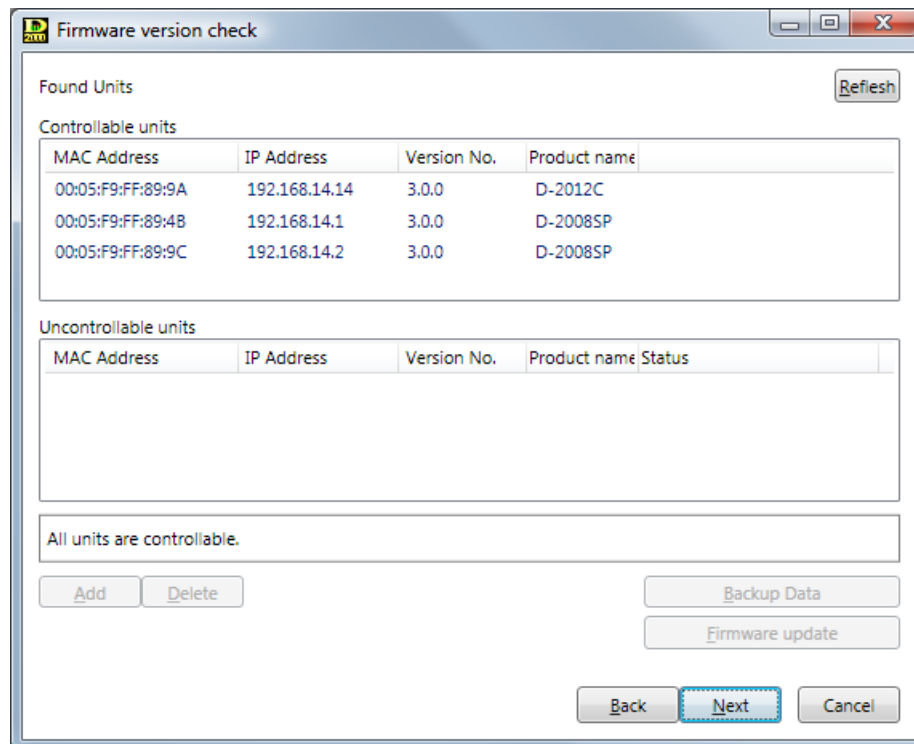 Firmware version check
Found Units
Reflesh
Controllable units
MAC Address IP Address Version No. Product name
00:05:F9:FF:89:9A 192.168.14.14 3.0.0 D-2012C
00:05:F9:FF:89:4B 192.168.14.1 3.0.0 D-2008SP
00:05:F9:FF:89:9C 192.168.14.2 3.0.0 D-2008SP
Uncontrollable units
MAC Address IP Address Version No. Product name Status
All units are controllable.
Add Delete Backup Data
Firmware update
Back Next Cancel